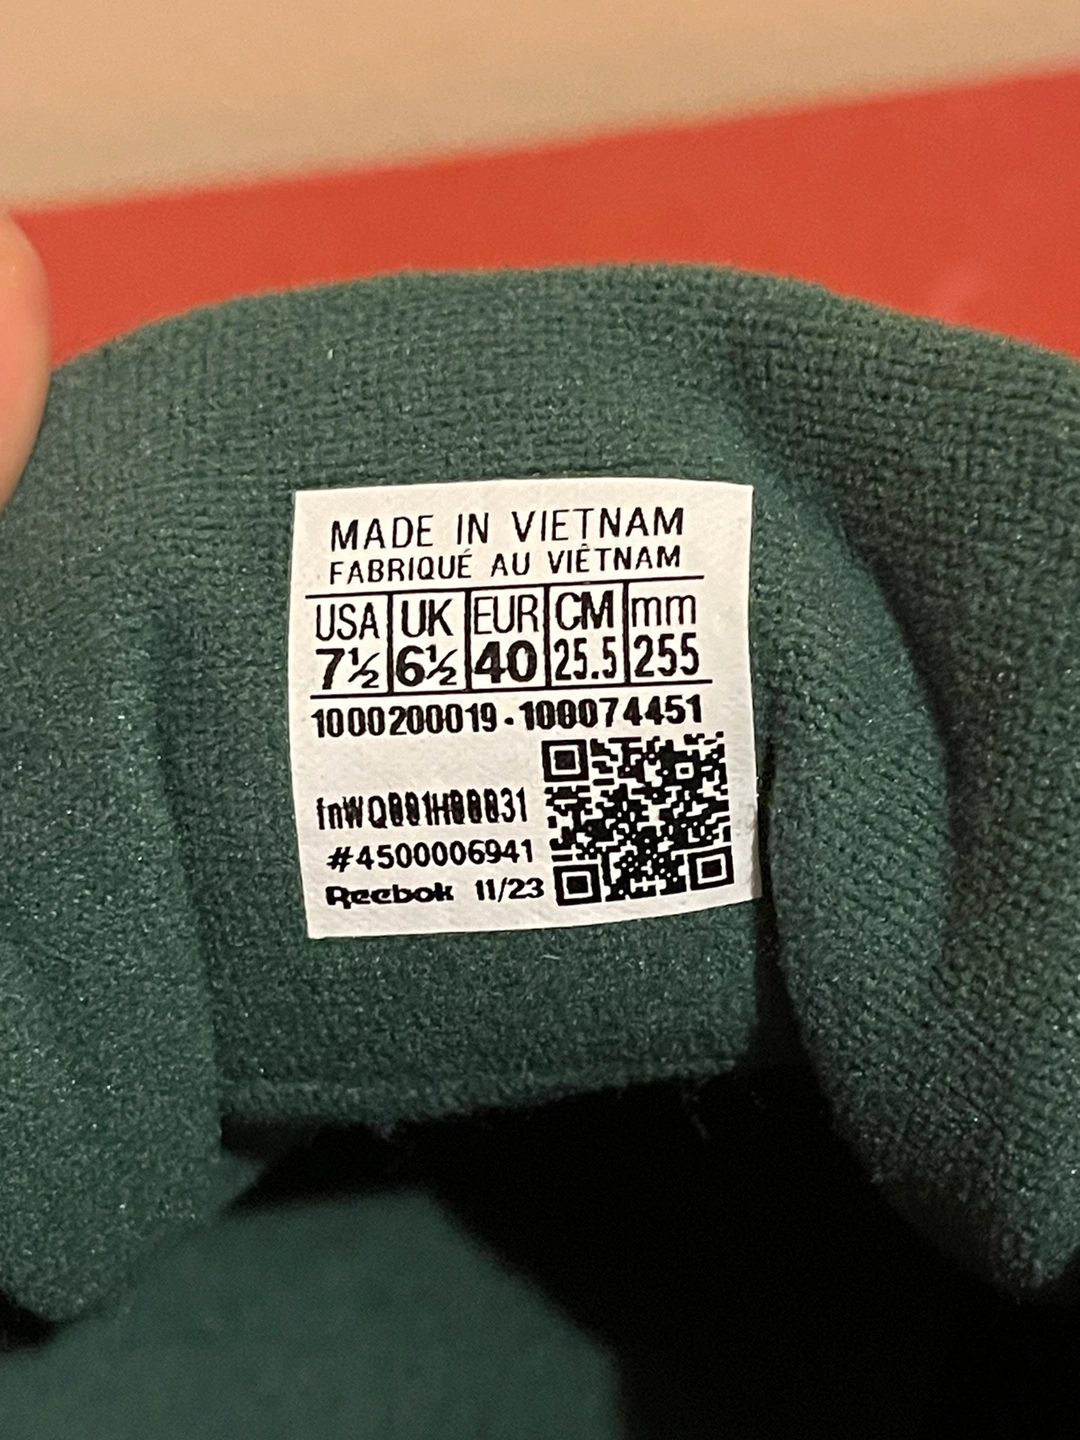 MADE IN VIETNAM
FABRIQUÉ AU VIÊTNAM
USA UK EUR CM mm
7½ 6½ 40 25.5 255
1000200019-100074451
#4500006941
Reebok 11/23